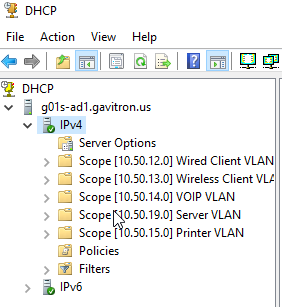 DHCP
File Action View Help
DHCP
g01s-ad1.gavitron.us
IPv4
Server Options
Scope [10.50.12.0] Wired Client VLAN
Scope [10.50.13.0] Wireless Client VLAN
Scope [10.50.14.0] VOIP VLAN
Scope [10.50.19.0] Server VLAN
Scope [10.50.15.0] Printer VLAN
Policies
Filters
IPv6